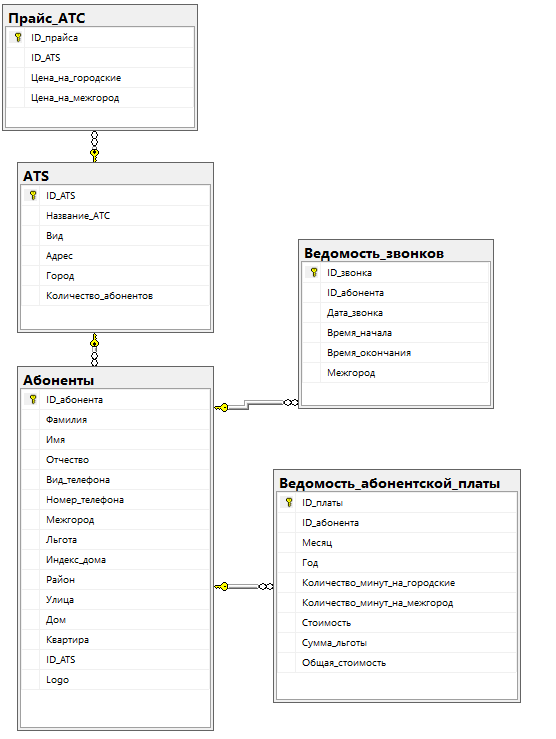 Прайс_АТС
ID_прайса
ID_ATS
Цена_на_городские
Цена_на_межгород
ATS
ID_ATS
Название_АТС
Вид
Адрес
Город
Количество_абонентов
Ведомость_звонков
ID_звонка
ID_абонента
Дата_звонка
Время_начала
Время_окончания
Межгород
Абоненты
ID_абонента
Фамилия
Имя
Отчество
Вид_телефона
Номер_телефона
Межгород
Льгота
Индекс_дома
Район
Улица
Дом
Квартира
ID_ATS
Logo
Ведомость_абонентской_платы
ID_платы
ID_абонента
Месяц
Год
Количество_минут_на_городские
Количество_минут_на_межгород
Стоимость
Сумма_льготы
Общая_стоимость